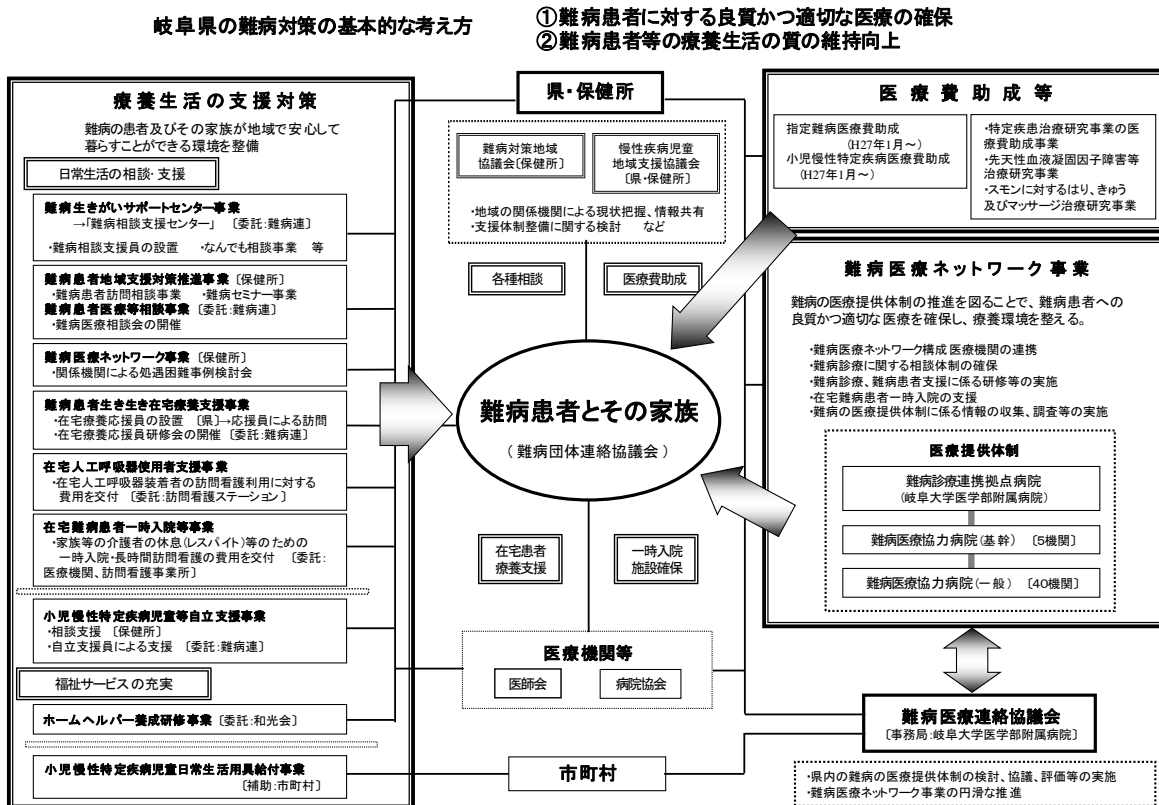 岐阜県の難病対策の基本的な考え方
①難病患者に対する良質かつ適切な医療の確保
②難病患者等の療養生活の質の維持向上
療養生活の支援対策
難病の患者及びその家族が地域で安心して
暮らすことができる環境を整備
日常生活の相談・支援
難病生きがいサポートセンター事業
→「難病相談支援センター」 〔委託:難病連〕
・難病相談支援員の設置 ・なんでも相談事業 等
難病患者地域支援対策推進事業 〔保健所〕
・難病患者訪問相談事業 ・難病セミナー事業
難病患者医療等相談事業 〔委託:難病連〕
・難病医療相談会の開催
難病医療ネットワーク事業 〔保健所〕
・関係機関による処遇困難事例検討会
難病患者生き生き在宅療養支援事業
・在宅療養応援員の設置 〔県〕→応援員による訪問
・在宅療養応援員研修会の開催 〔委託:難病連〕
在宅人工呼吸器使用者支援事業
・在宅人工呼吸器装着者の訪問看護利用に対する
費用を交付 〔委託:訪問看護ステーション〕
在宅難病患者一時入院等事業
・家族等の介護者の休息(レスパイト)等のための
一時入院・長時間訪問看護の費用を交付 〔委託:
医療機関、訪問看護事業所〕
小児慢性特定疾病児童等自立支援事業
・相談支援 〔保健所〕
・自立支援員による支援 〔委託:難病連〕
福祉サービスの充実
ホームヘルパー養成研修事業 〔委託:和光会〕
小児慢性特定疾病児童日常生活用具給付事業
〔補助:市町村〕
県・保健所
難病対策地域
協議会〔保健所〕
慢性疾病児童
地域支援協議会
〔県・保健所〕
・地域の関係機関による現状把握、情報共有
・支援体制整備に関する検討 など
各種相談
医療費助成
難病患者とその家族
(難病団体連絡協議会)
在宅患者
療養支援
一時入院
施設確保
医療機関等
医師会
病院協会
市町村
医療費助成等
指定難病医療費助成
(H27年1月～)
小児慢性特定疾病医療費助成
(H27年1月～)
・特定疾患治療研究事業の医
療費助成事業
・先天性血液凝固因子障害等
治療研究事業
・スモンに対するはり、きゅう
及びマッサージ治療研究事業
難病医療ネットワーク事業
難病の医療提供体制の推進を図ることで、難病患者への
良質かつ適切な医療を確保し、療養環境を整える。
・難病医療ネットワーク構成医療機関の連携
・難病診療に関する相談体制の確保
・難病診療、難病患者支援に係る研修等の実施
・在宅難病患者一時入院の支援
・難病の医療提供体制に係る情報の収集、調査等の実施
医療提供体制
難病診療連携拠点病院
(岐阜大学医学部附属病院)
難病医療協力病院(基幹) 〔5機関〕
難病医療協力病院(一般) 〔40機関〕
難病医療連絡協議会
〔事務局:岐阜大学医学部附属病院〕
・県内の難病の医療提供体制の検討、協議、評価等の実施
・難病医療ネットワーク事業の円滑な推進